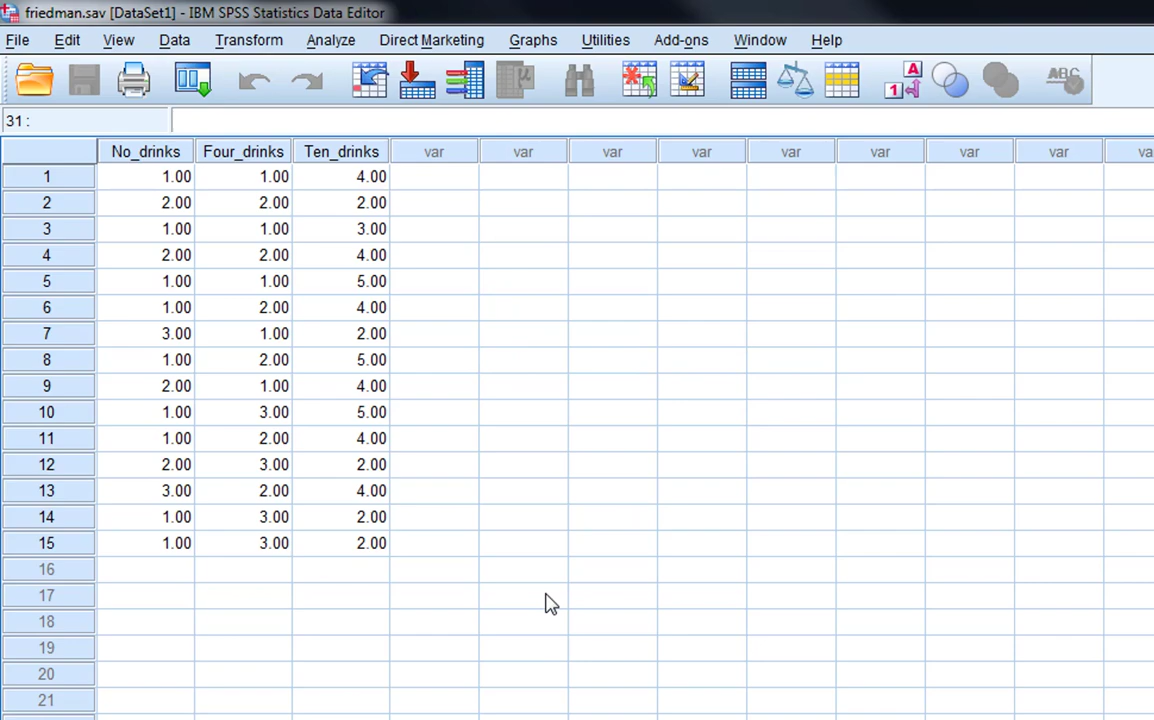 friedman.sav [DataSet1] - IBM SPSS Statistics Data Editor
File Edit View Data Transform Analyze Direct Marketing Graphs Utilities Add-ons Window Help
31 :
No_drinks Four_drinks Ten_drinks var var var var var var var var va
1 1.00 1.00 4.00
2 2.00 2.00 2.00
3 1.00 1.00 3.00
4 2.00 2.00 4.00
5 1.00 1.00 5.00
6 1.00 2.00 4.00
7 3.00 1.00 2.00
8 1.00 2.00 5.00
9 2.00 1.00 4.00
10 1.00 3.00 5.00
11 1.00 2.00 4.00
12 2.00 3.00 2.00
13 3.00 2.00 4.00
14 1.00 3.00 2.00
15 1.00 3.00 2.00
16
17
18
19
20
21